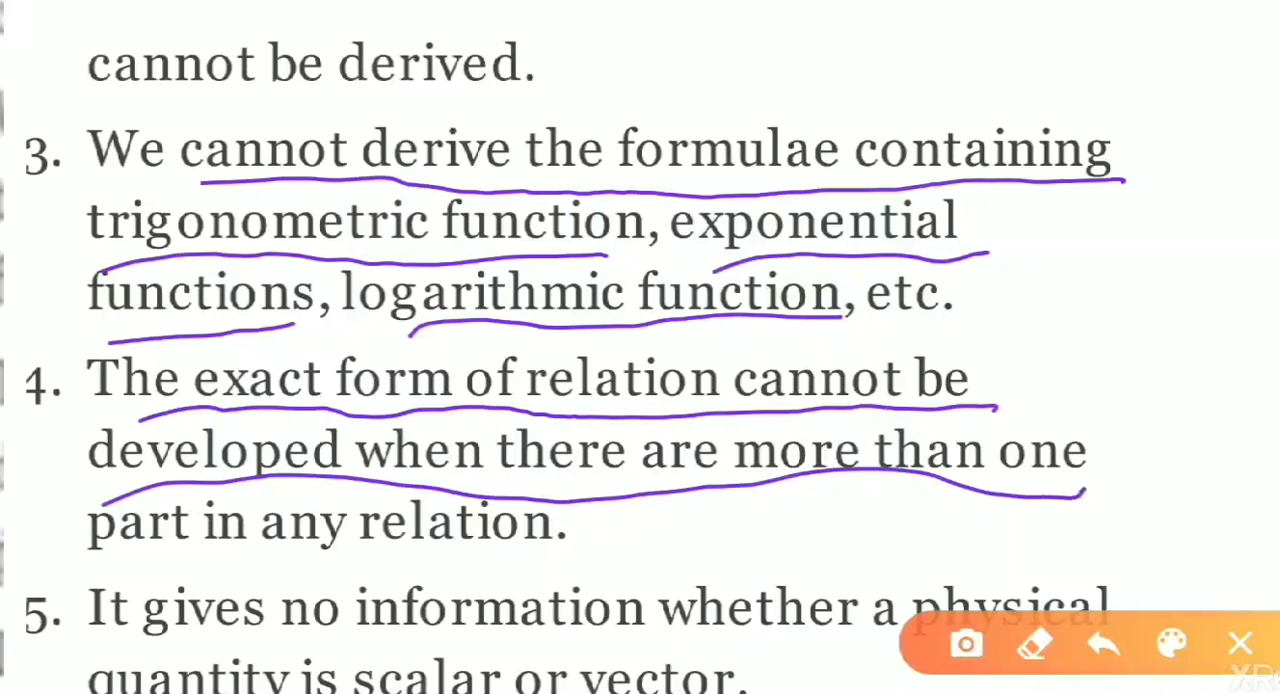 cannot be derived.
3. We cannot derive the formulae containing
trigonometric function, exponential
functions, logarithmic function, etc.
4. The exact form of relation cannot be
developed when there are more than one
part in any relation.
5. It gives no information whether a physical
quantity is scalar or vector.